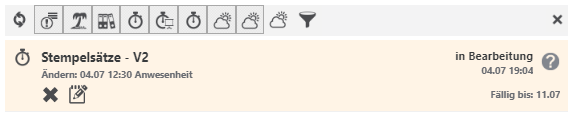 Stempelsätze - V2
in Bearbeitung
Ändern: 04.07 12:30 Anwesenheit
04.07 19:04
Fällig bis: 11.07